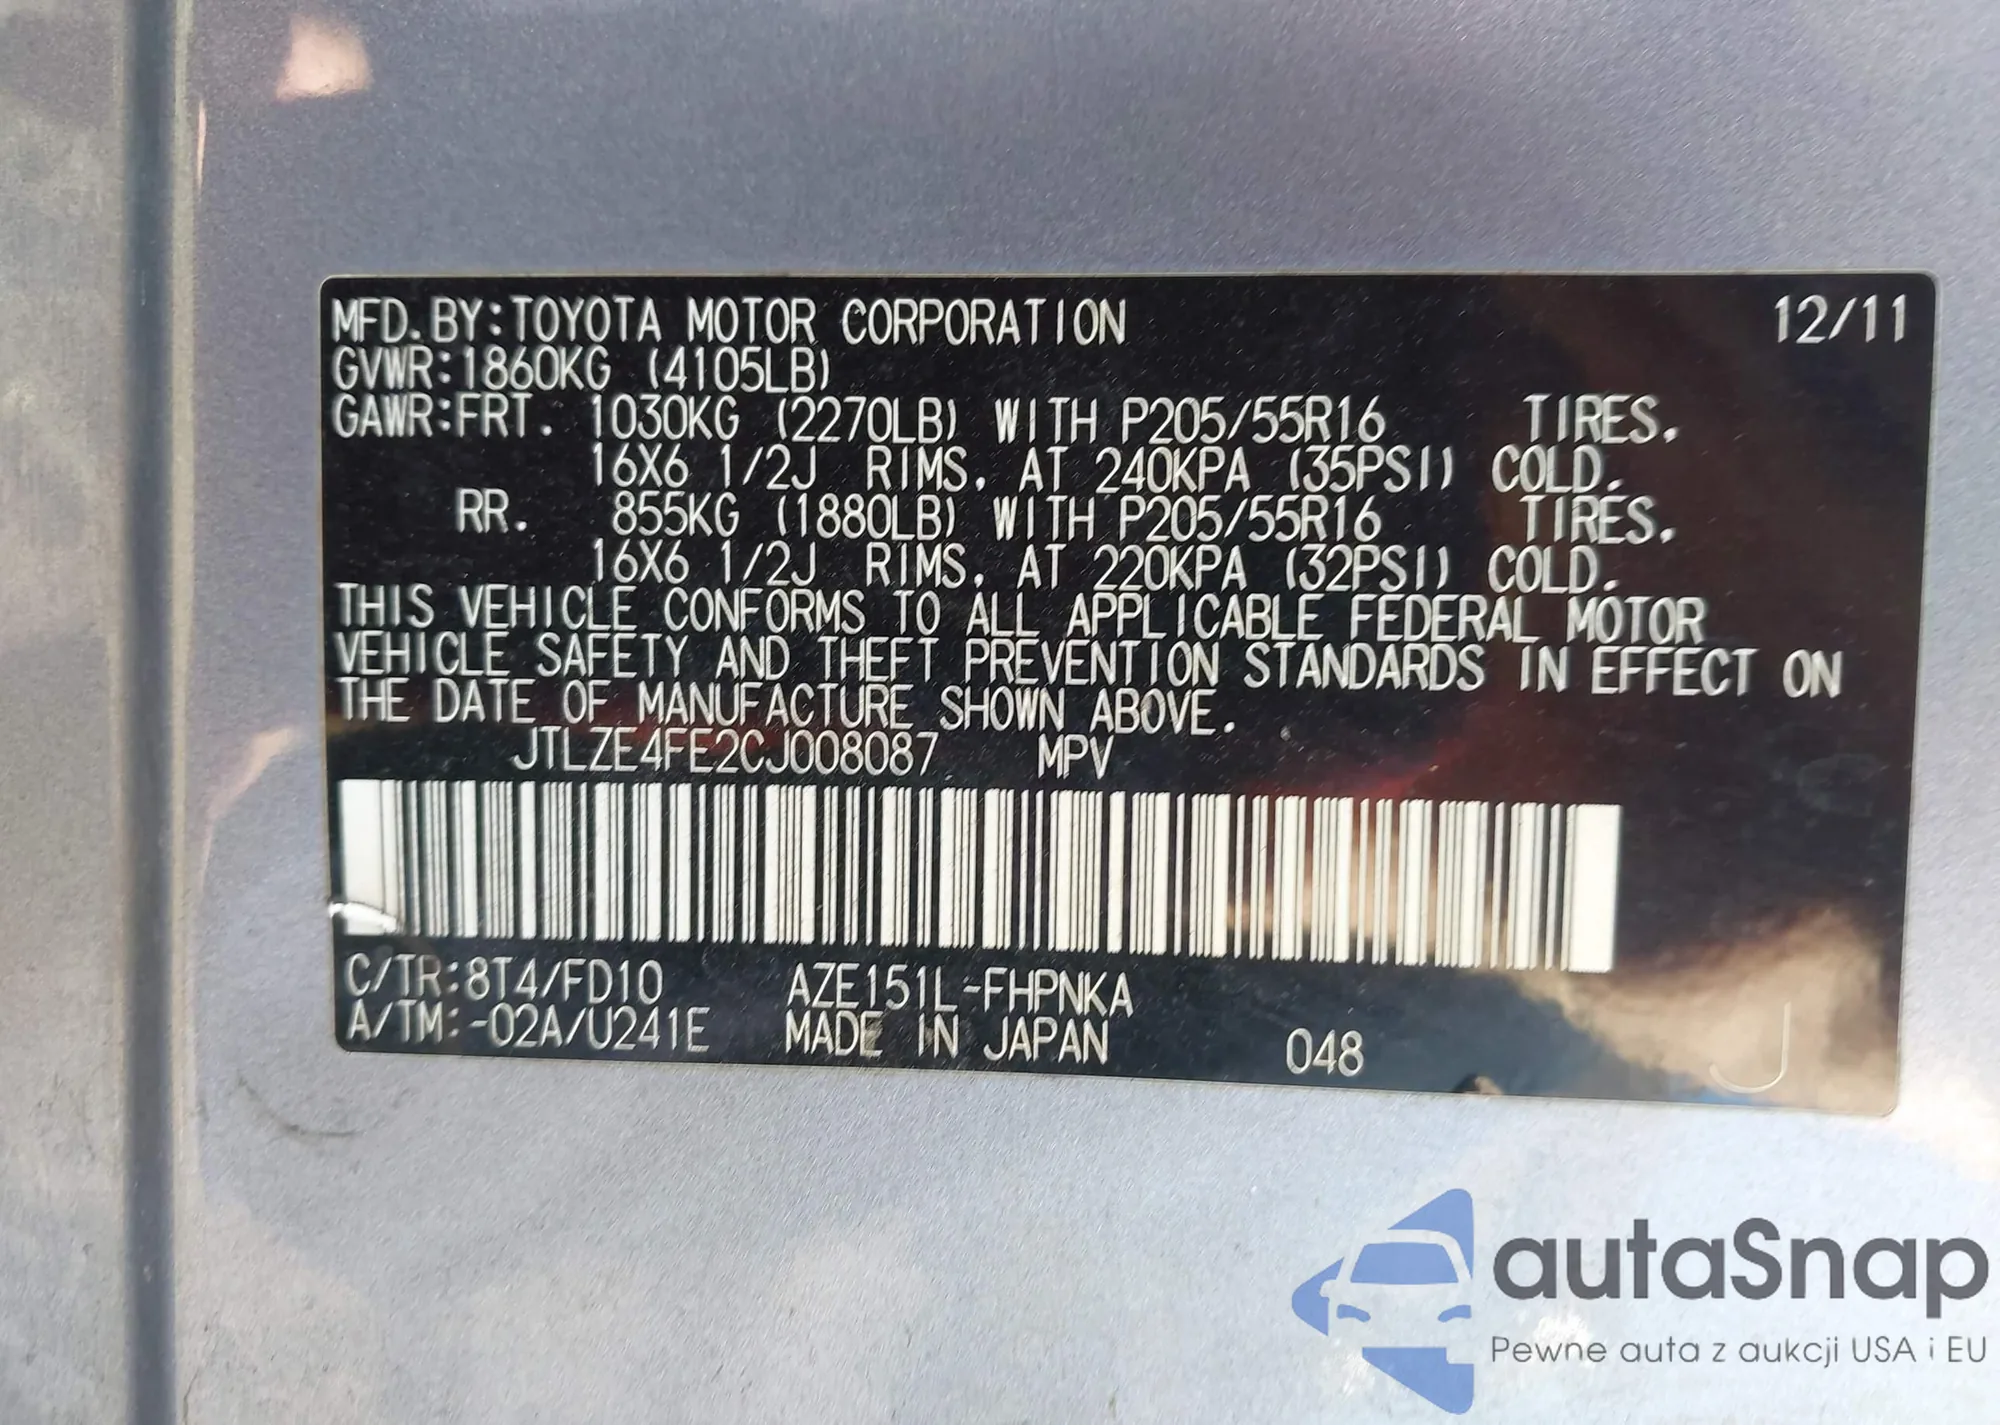 MFD.BY:TOYOTA MOTOR CORPORATION 12/11
GVWR:1860KG (4105LB)
GAWR:FRT. 1030KG (2270LB) WITH P205/55R16 TIRES.
16X6 1/2J RIMS, AT 240KPA (35PSI) COLD.
RR. 855KG (1880LB) WITH P205/55R16 TIRES.
16X6 1/2J RIMS, AT 220KPA (32PSI) COLD.
THIS VEHICLE CONFORMS TO ALL APPLICABLE FEDERAL MOTOR
VEHICLE SAFETY AND THEFT PREVENTION STANDARDS IN EFFECT ON
THE DATE OF MANUFACTURE SHOWN ABOVE.
JTLZE4FE2CJ008087 MPV
C/TR:8T4/FD10 AZE151L-FHPNKA
A/TM:-02A/U241E MADE IN JAPAN 048 J
autaSnap
Pewne auta z aukcji USA i EU